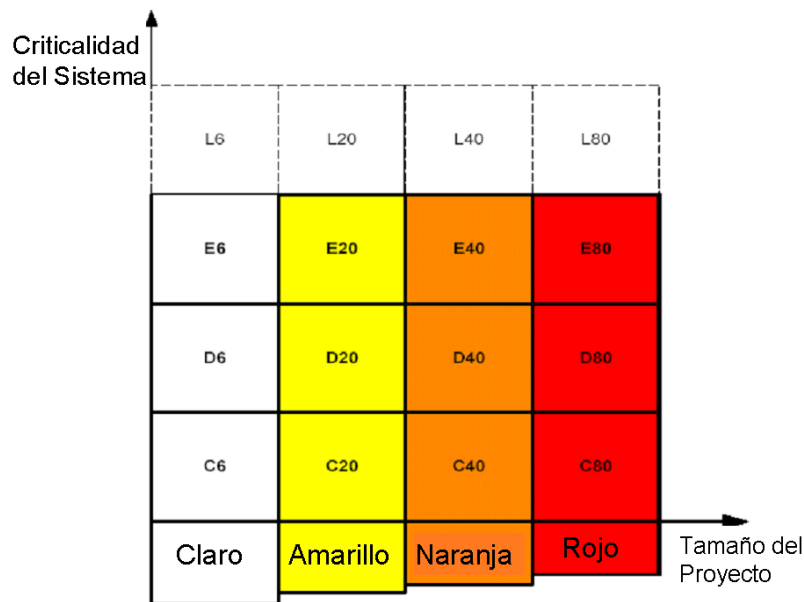 Criticalidad
del Sistema
L6 L20 L40 L80
E6 E20 E40 E80
D6 D20 D40 D80
C6 C20 C40 C80
Claro Amarillo Naranja Rojo
Tamaño del
Proyecto